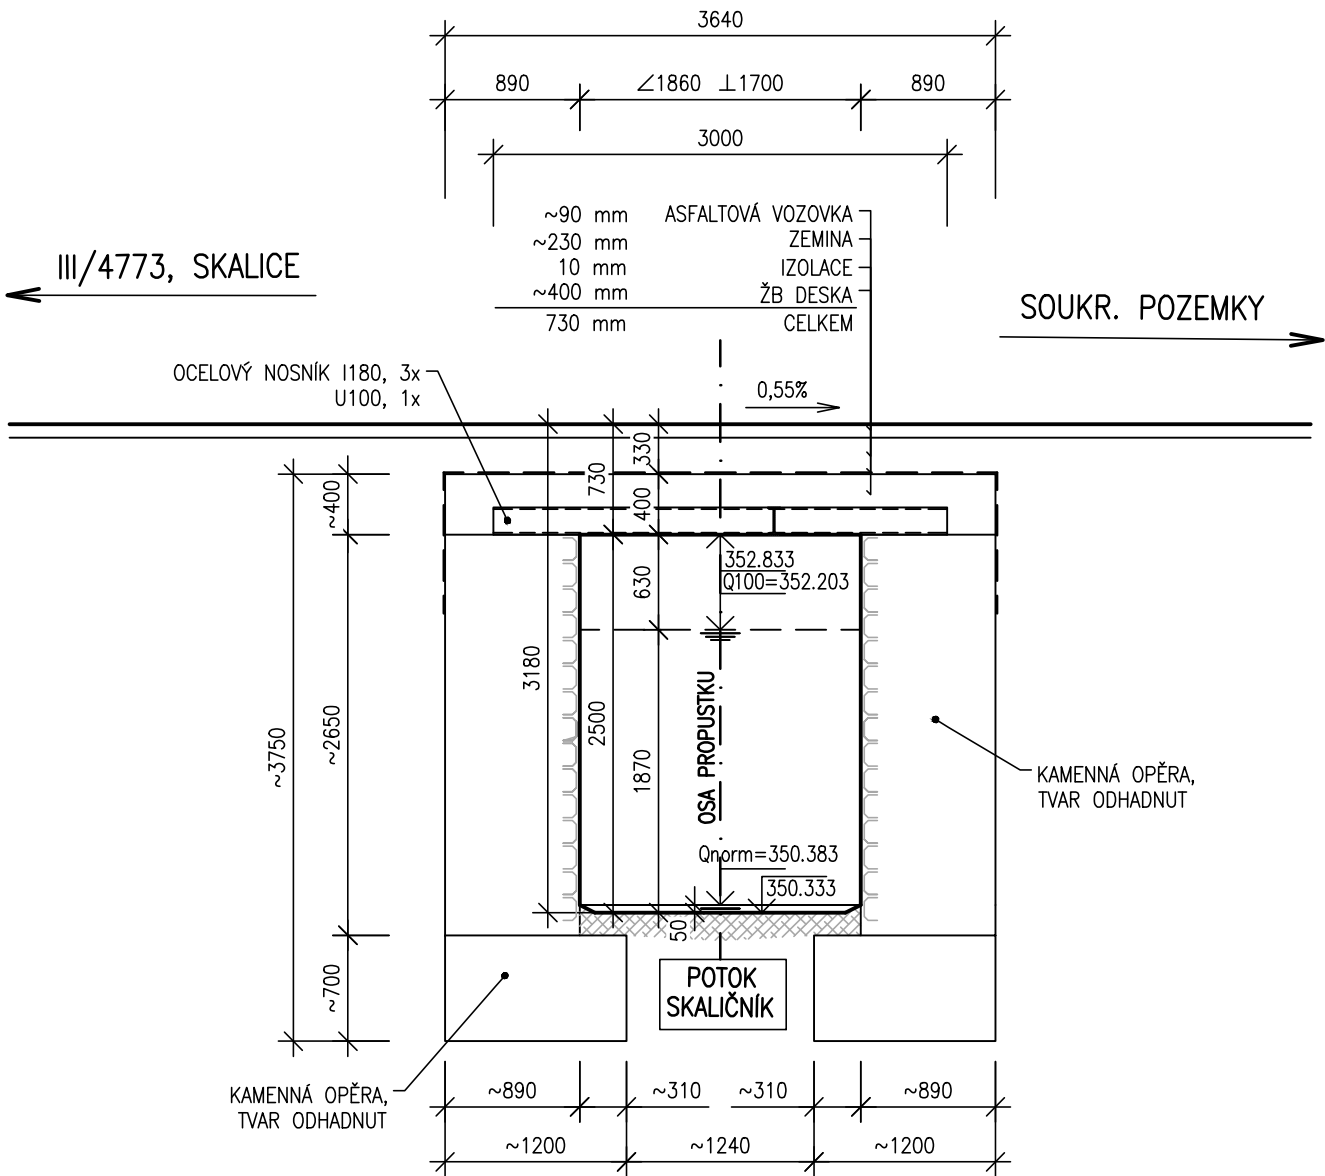 3640
890
∠1860 ⊥1700
890
3000
~90 mm ASFALTOVÁ VOZOVKA
~230 mm ZEMINA
10 mm IZOLACE
~400 mm ŽB DESKA
730 mm CELKEM
III/4773, SKALICE
SOUKR. POZEMKY
OCELOVÝ NOSNÍK I180, 3x
U100, 1x
0,55%
330
730
400
~400
352.833
Q100=352.203
630
3180
2500
1870
~2650
~3750
OSA PROPUSTKU
KAMENNÁ OPĚRA,
TVAR ODHADNUT
Qnorm=350.383
350.333
50
~700
POTOK
SKALIČNÍK
KAMENNÁ OPĚRA,
TVAR ODHADNUT
~890
~310
~310
~890
~1200
~1240
~1200